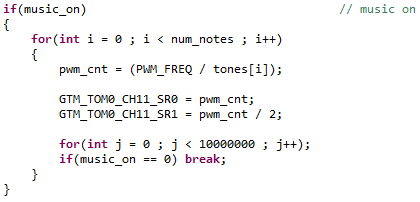 if(music_on)                                        // music on
{
    for(int i = 0 ; i < num_notes ; i++)
    {
        pwm_cnt = (PWM_FREQ / tones[i]);

        GTM_TOM0_CH11_SR0 = pwm_cnt;
        GTM_TOM0_CH11_SR1 = pwm_cnt / 2;

        for(int j = 0 ; j < 10000000 ; j++);
        if(music_on == 0) break;
    }
}